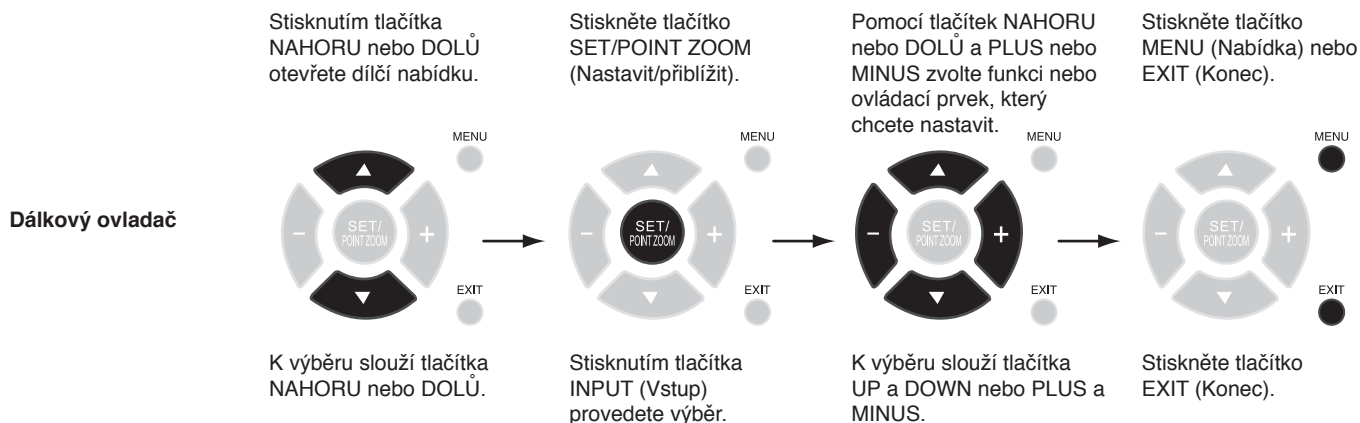 Stisknutím tlačítka
NAHORU nebo DOLŮ
otevřete dílčí nabídku.
Stiskněte tlačítko
SET/POINT ZOOM
(Nastavit/přiblížit).
Pomocí tlačítek NAHORU
nebo DOLŮ a PLUS nebo
MINUS zvolte funkci nebo
ovládací prvek, který
chcete nastavit.
Stiskněte tlačítko
MENU (Nabídka) nebo
EXIT (Konec).
Dálkový ovladač
MENU
-
SET/
POINT ZOOM
+
EXIT
MENU
-
SET/
POINT ZOOM
+
EXIT
MENU
-
SET/
POINT ZOOM
+
EXIT
MENU
-
SET/
POINT ZOOM
+
EXIT
K výběru slouží tlačítka
NAHORU nebo DOLŮ.
Stisknutím tlačítka
INPUT (Vstup)
provedete výběr.
K výběru slouží tlačítka
UP a DOWN nebo PLUS a
MINUS.
Stiskněte tlačítko
EXIT (Konec).